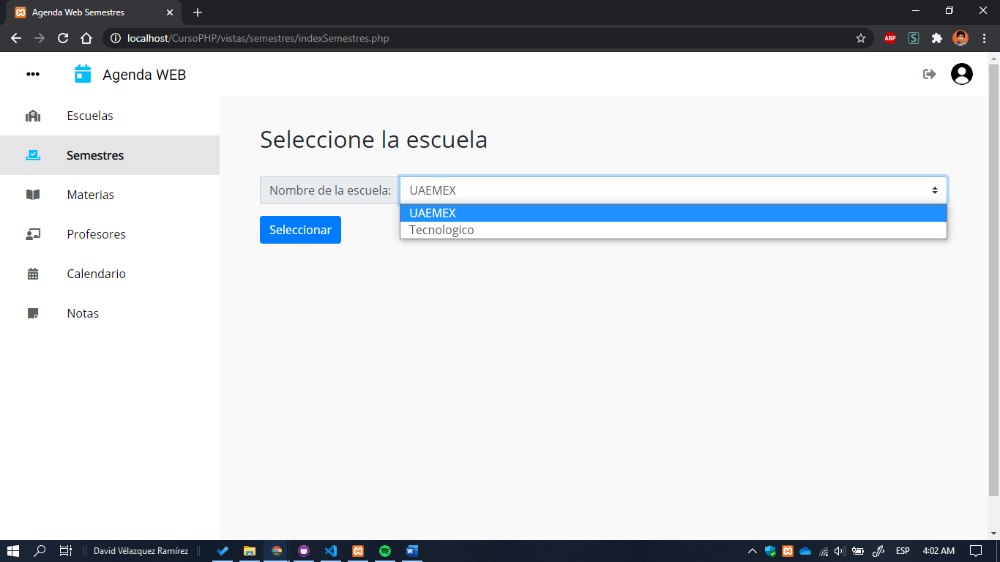 Agenda Web Semestres
localhost/CursoPHP/vistas/semestres/indexSemestres.php
ABP
S
Agenda WEB
Escuelas
Semestres
Materias
Profesores
Calendario
Notas
Seleccione la escuela
Nombre de la escuela:
UAEMEX
UAEMEX
Tecnologico
Seleccionar
David Vélazquez Ramírez
W
ESP
4:02 AM